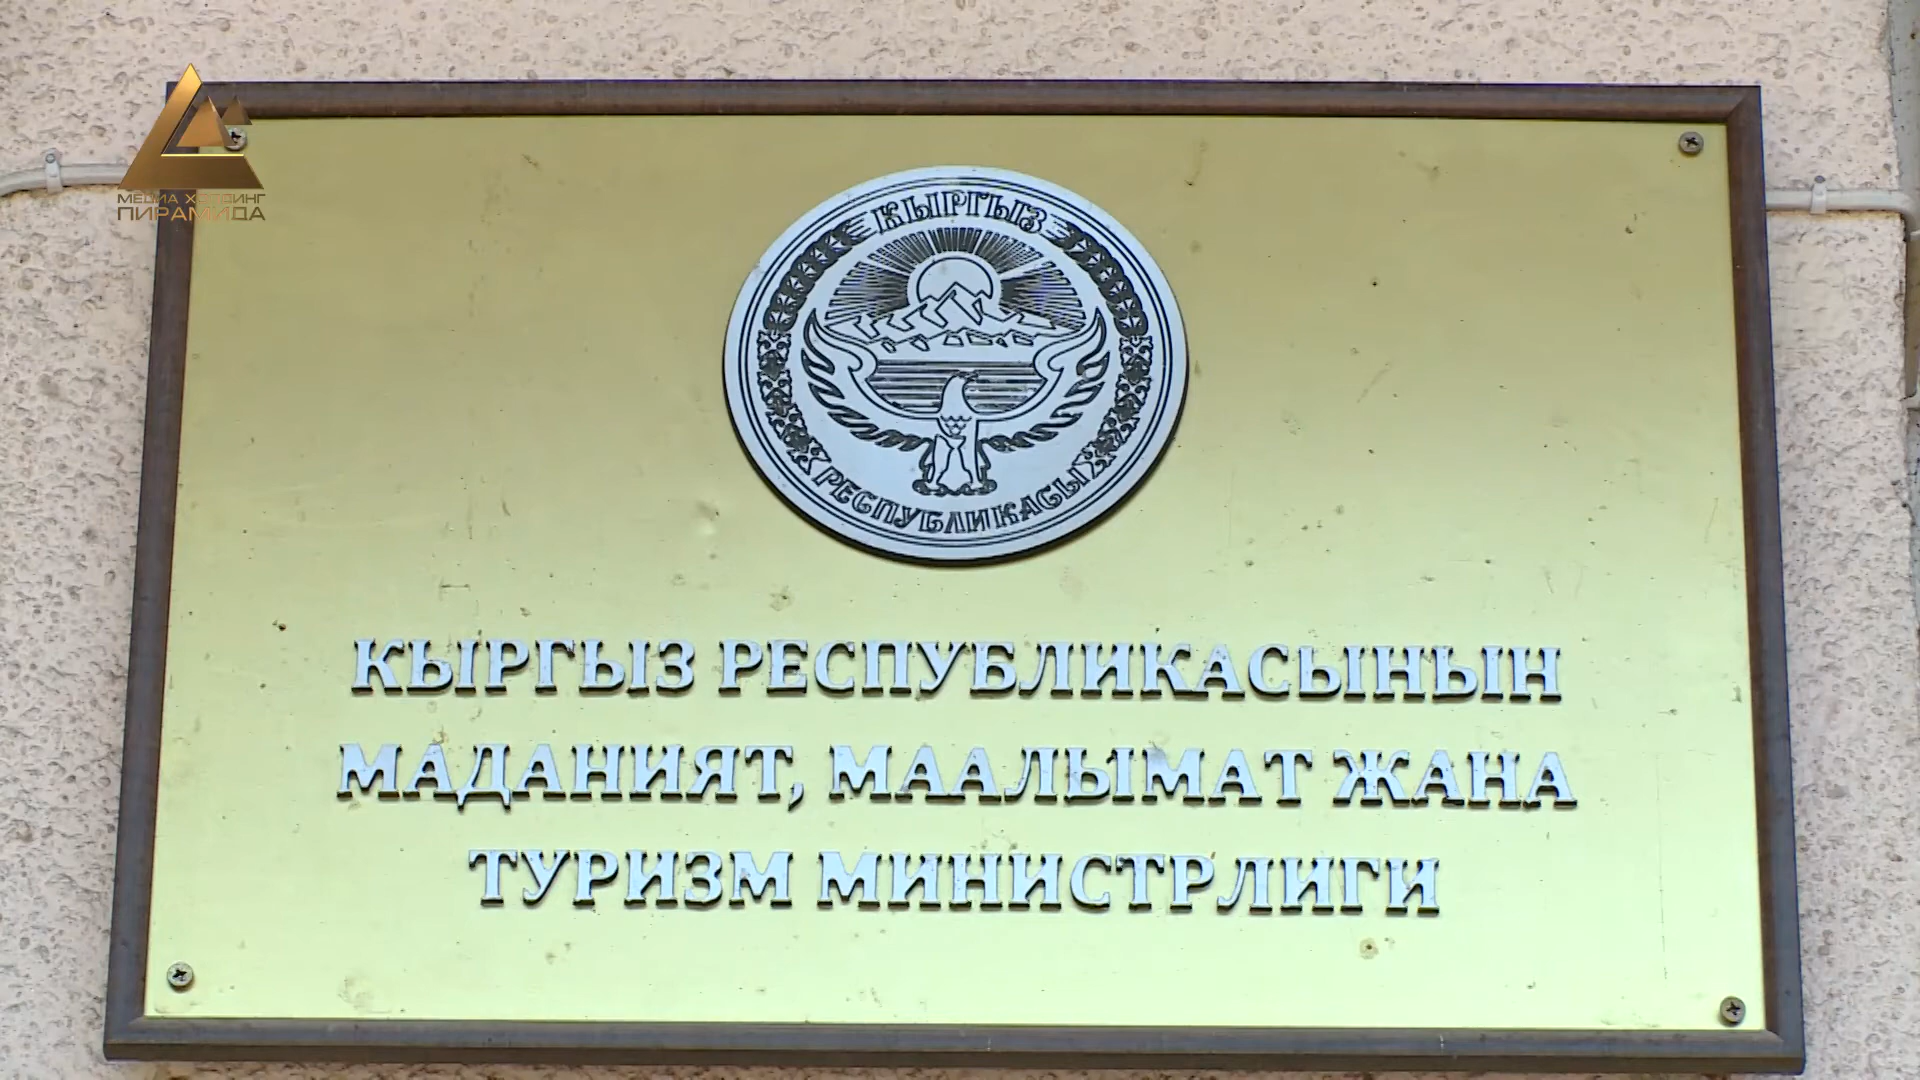 МЕДИА ХОЛДИНГ
ПИРАМИДА
КЫРГЫЗ
РЕСПУБЛИКАСЫ
КЫРГЫЗ РЕСПУБЛИКАСЫНЫН
МАДАНИЯТ, МААЛЫМАТ ЖАНА
ТУРИЗМ МИНИСТРЛИГИ